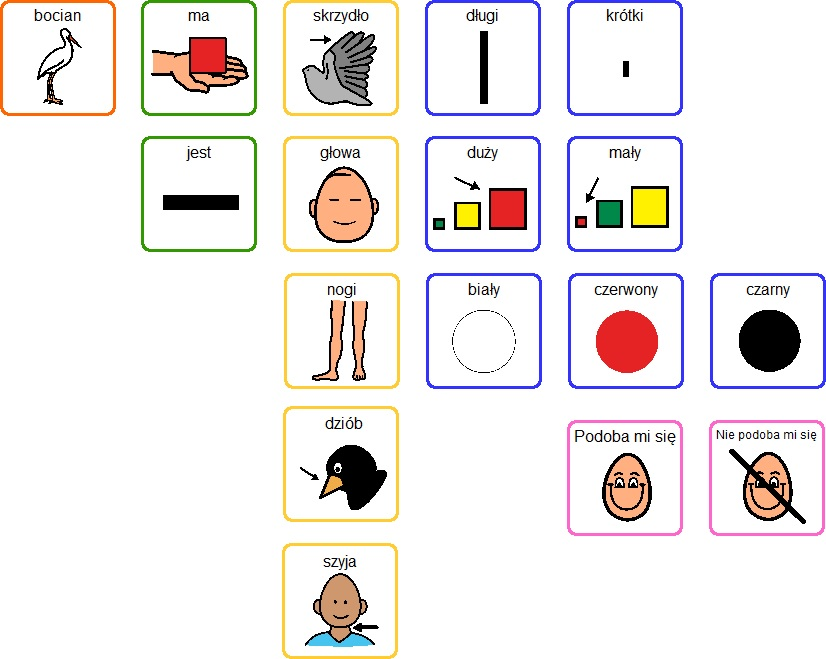 bocian
ma
skrzydło
długi
krótki
jest
głowa
duży
mały
nogi
biały
czerwony
czarny
dziób
Podoba mi się
Nie podoba mi się
szyja